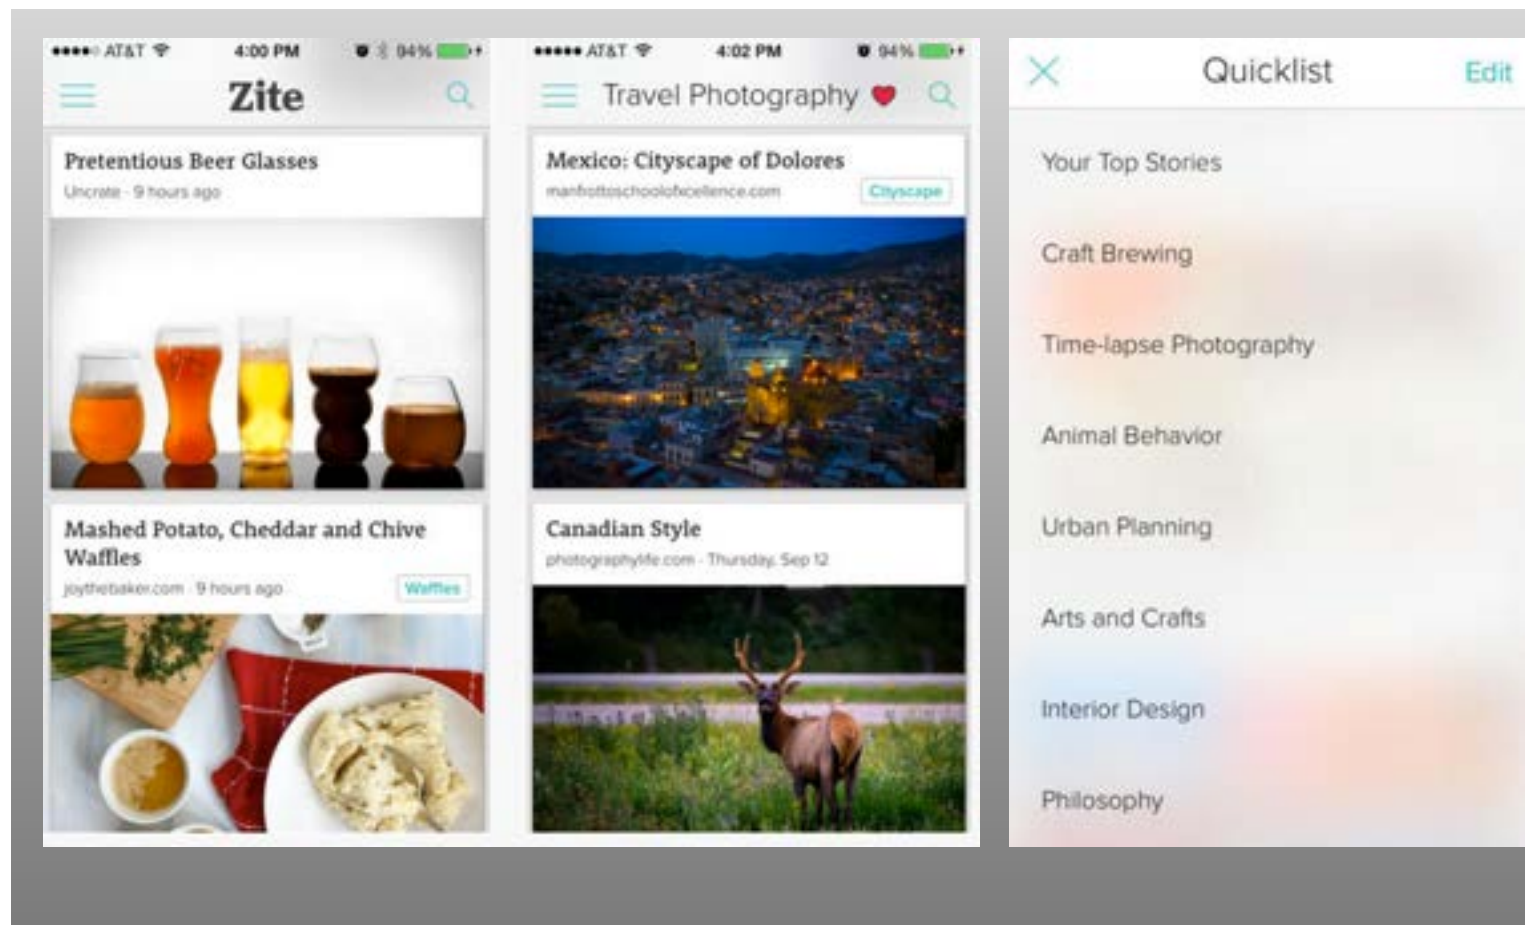 AT&T 4:00 PM 94%
Zite
Pretentious Beer Glasses
Uncrate · 9 hours ago
Mashed Potato, Cheddar and Chive
Waffles
joythebaker.com · 9 hours ago Waffles
AT&T 4:02 PM 94%
Travel Photography
Mexico: Cityscape of Dolores
manfrottoschoolofxcellence.com Cityscape
Canadian Style
photographylife.com · Thursday, Sep 12
Quicklist Edit
Your Top Stories
Craft Brewing
Time-lapse Photography
Animal Behavior
Urban Planning
Arts and Crafts
Interior Design
Philosophy